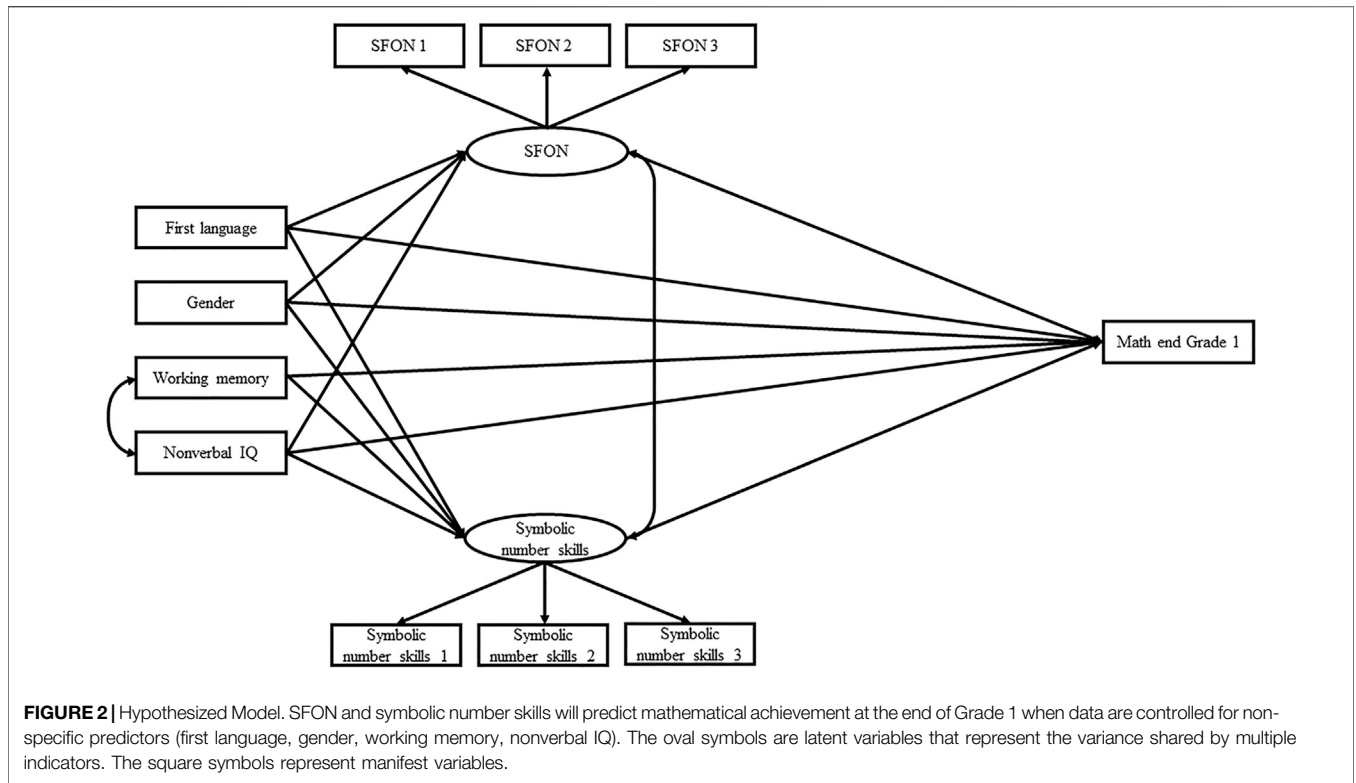 SFON 1
SFON 2
SFON 3
SFON
First language
Gender
Working memory
Nonverbal IQ
Math end Grade 1
Symbolic
number skills
Symbolic
number skills 1
Symbolic
number skills 2
Symbolic
number skills 3
FIGURE 2 | Hypothesized Model. SFON and symbolic number skills will predict mathematical achievement at the end of Grade 1 when data are controlled for non-
specific predictors (first language, gender, working memory, nonverbal IQ). The oval symbols are latent variables that represent the variance shared by multiple
indicators. The square symbols represent manifest variables.